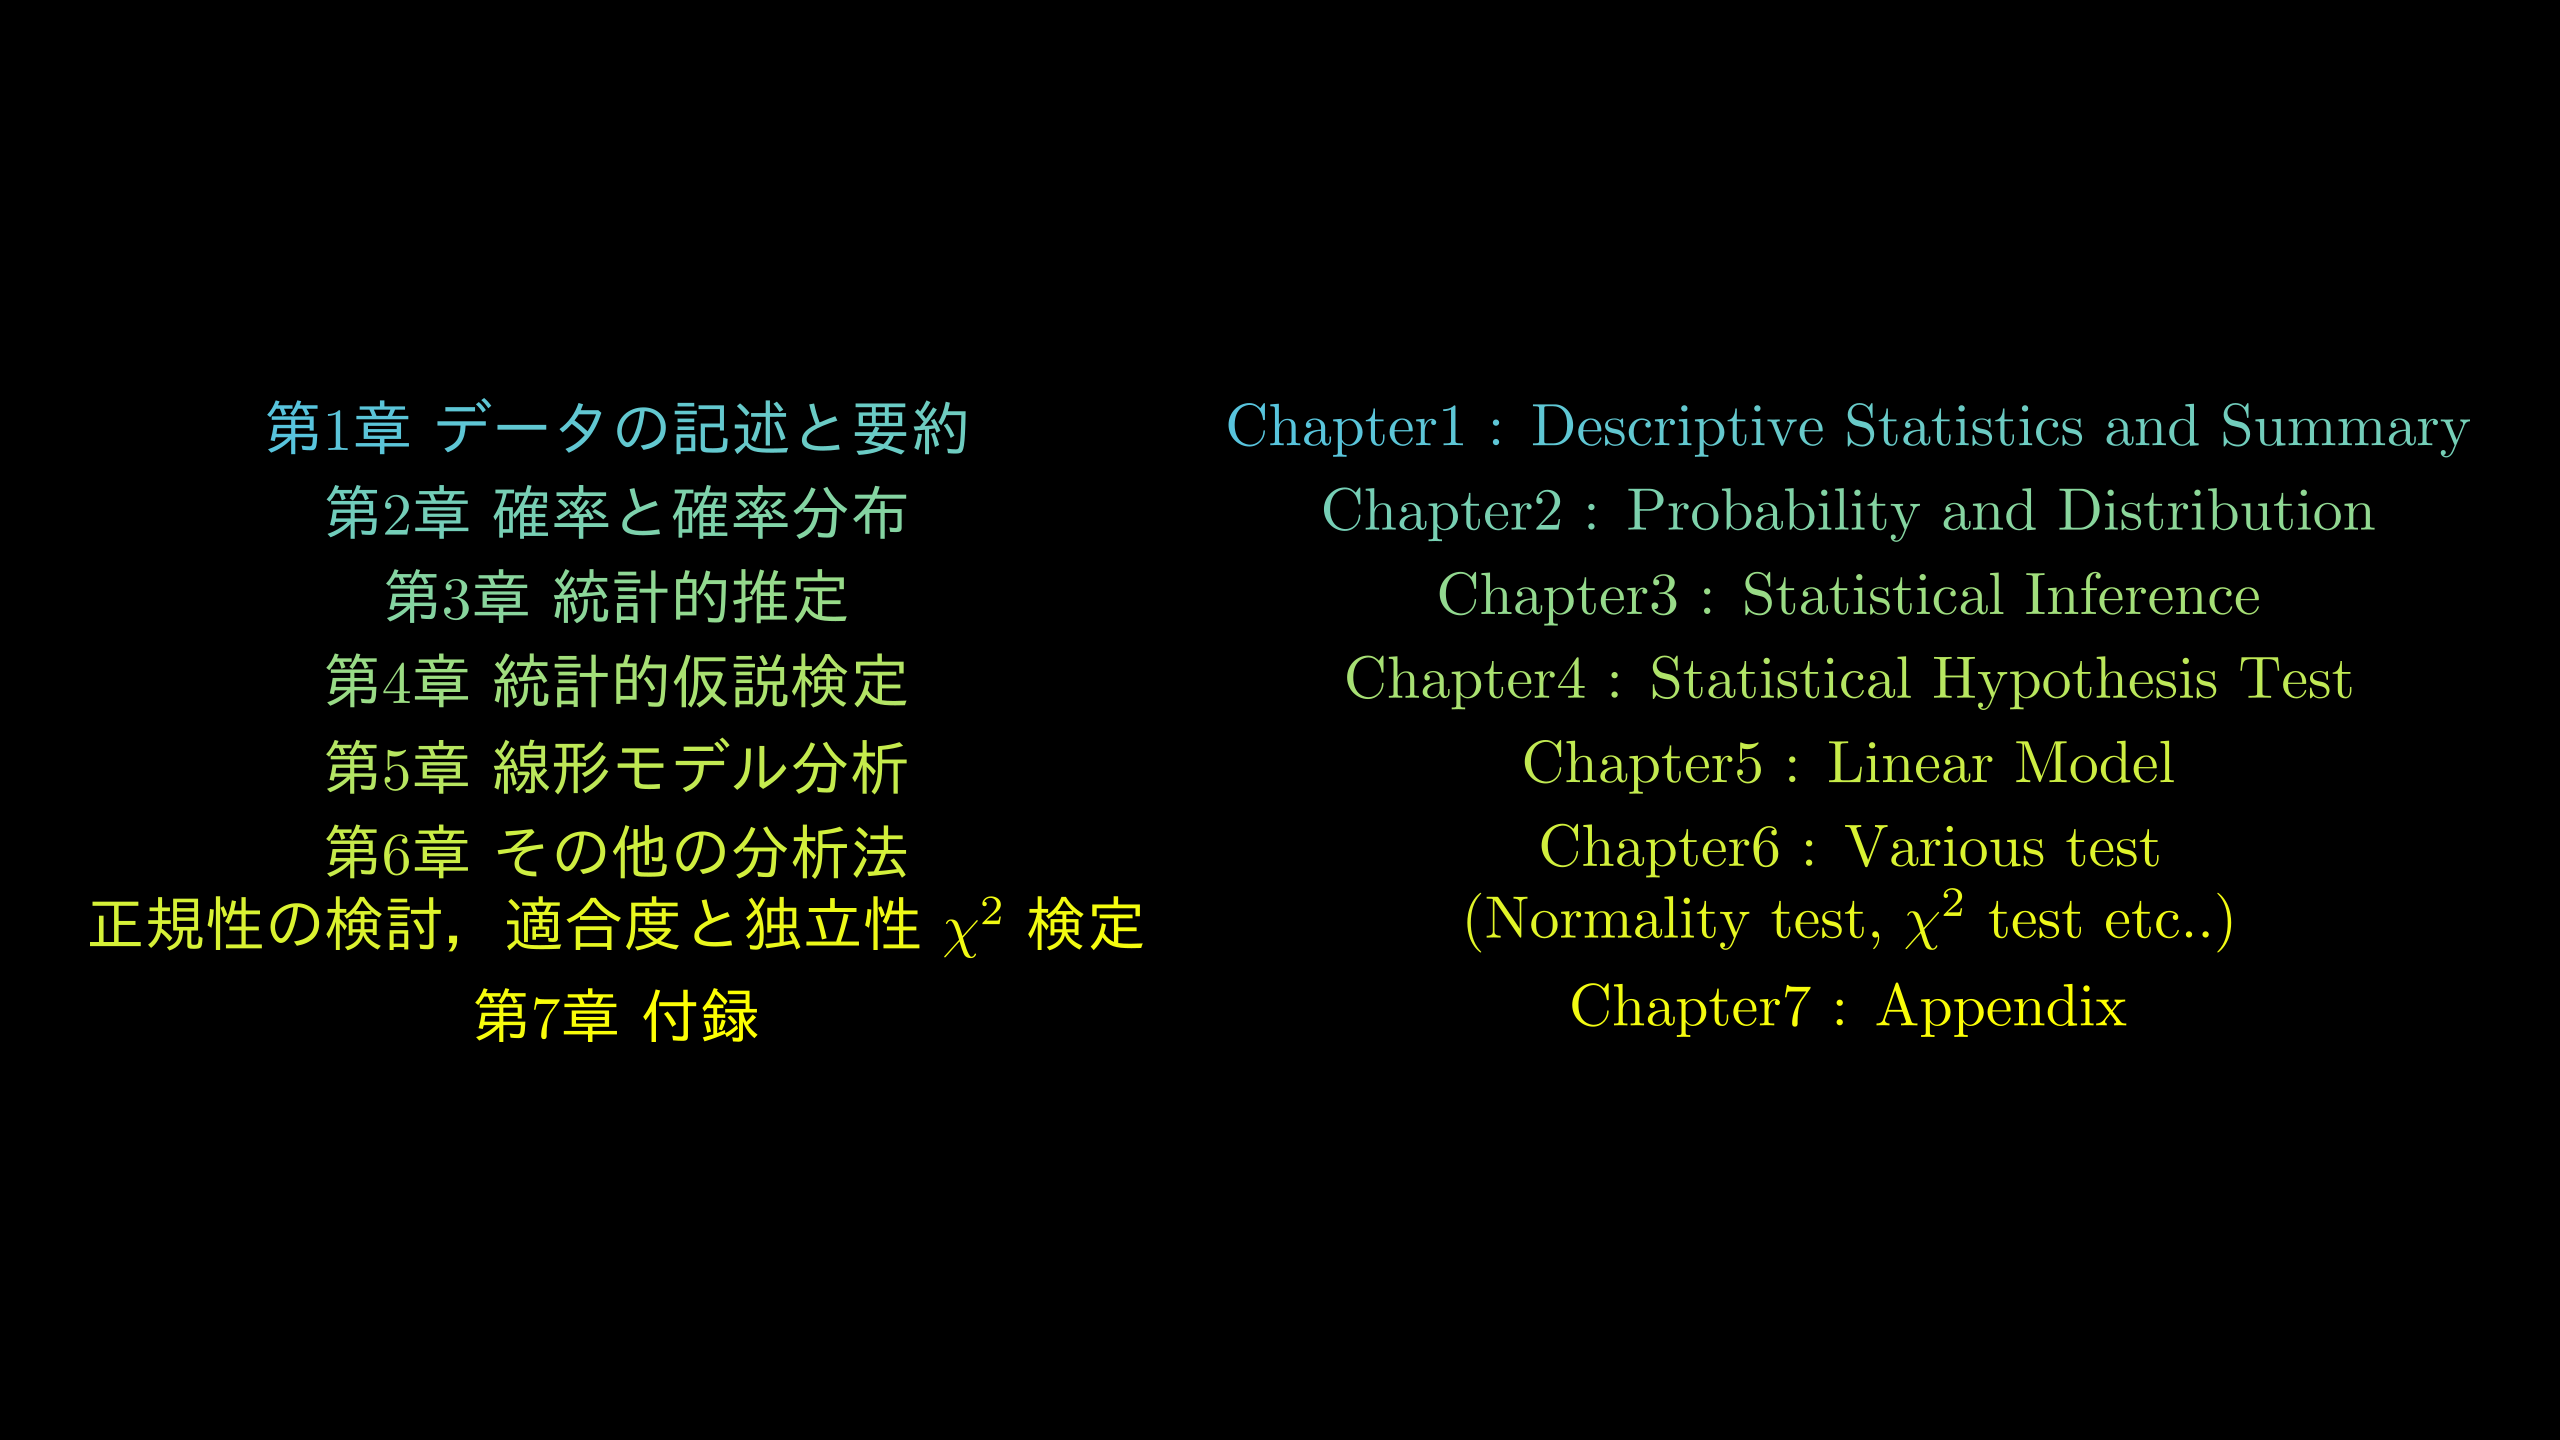 第1章 データの記述と要約
第2章 確率と確率分布
第3章 統計的推定
第4章 統計的仮説検定
第5章 線形モデル分析
第6章 その他の分析法
正規性の検討，適合度と独立性 χ² 検定
第7章 付録
Chapter1 : Descriptive Statistics and Summary
Chapter2 : Probability and Distribution
Chapter3 : Statistical Inference
Chapter4 : Statistical Hypothesis Test
Chapter5 : Linear Model
Chapter6 : Various test
(Normality test, χ² test etc..)
Chapter7 : Appendix